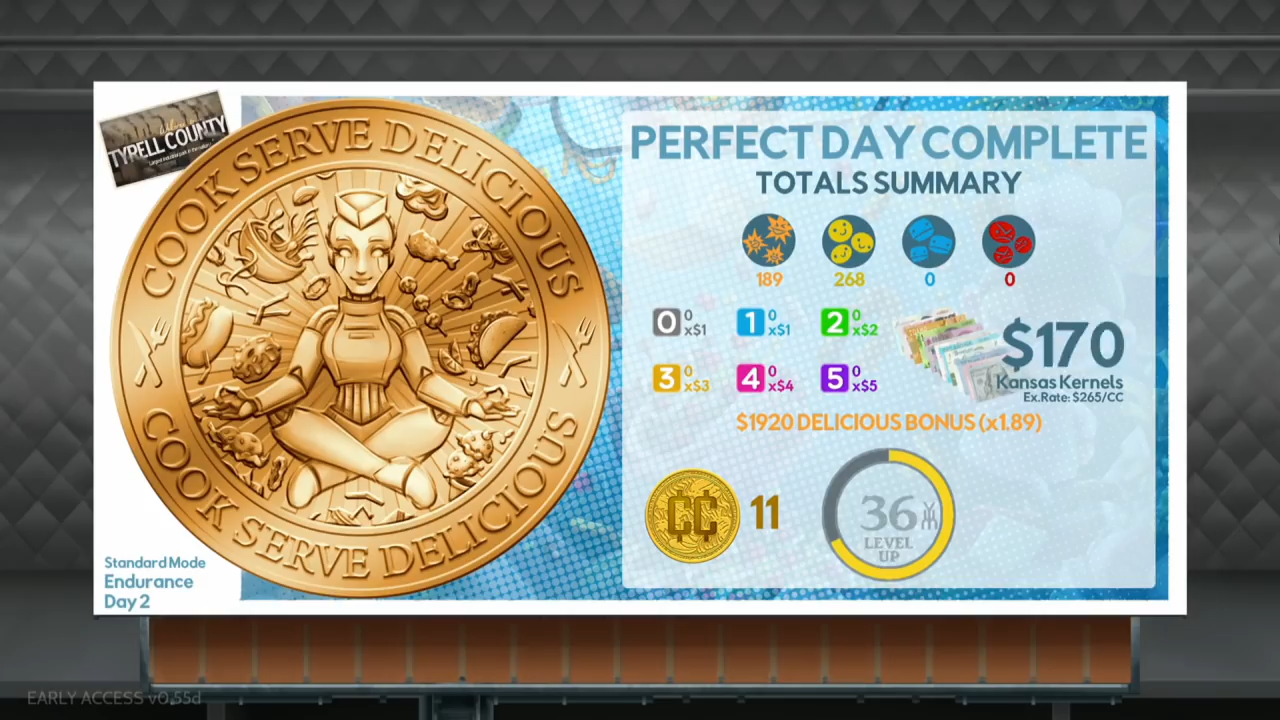 TYRELL COUNTY
COOK SERVE DELICIOUS
COOK SERVE DELICIOUS
Standard Mode
Endurance
Day 2
PERFECT DAY COMPLETE
TOTALS SUMMARY
189 268 0 0
0 0 x$1 1 0 x$1 2 0 x$2
3 0 x$3 4 0 x$4 5 0 x$5
$170
Kansas Kernels
Ex.Rate: $265/CC
$1920 DELICIOUS BONUS (x1.89)
CC 11
36
LEVEL
UP
EARLY ACCESS v0.55d